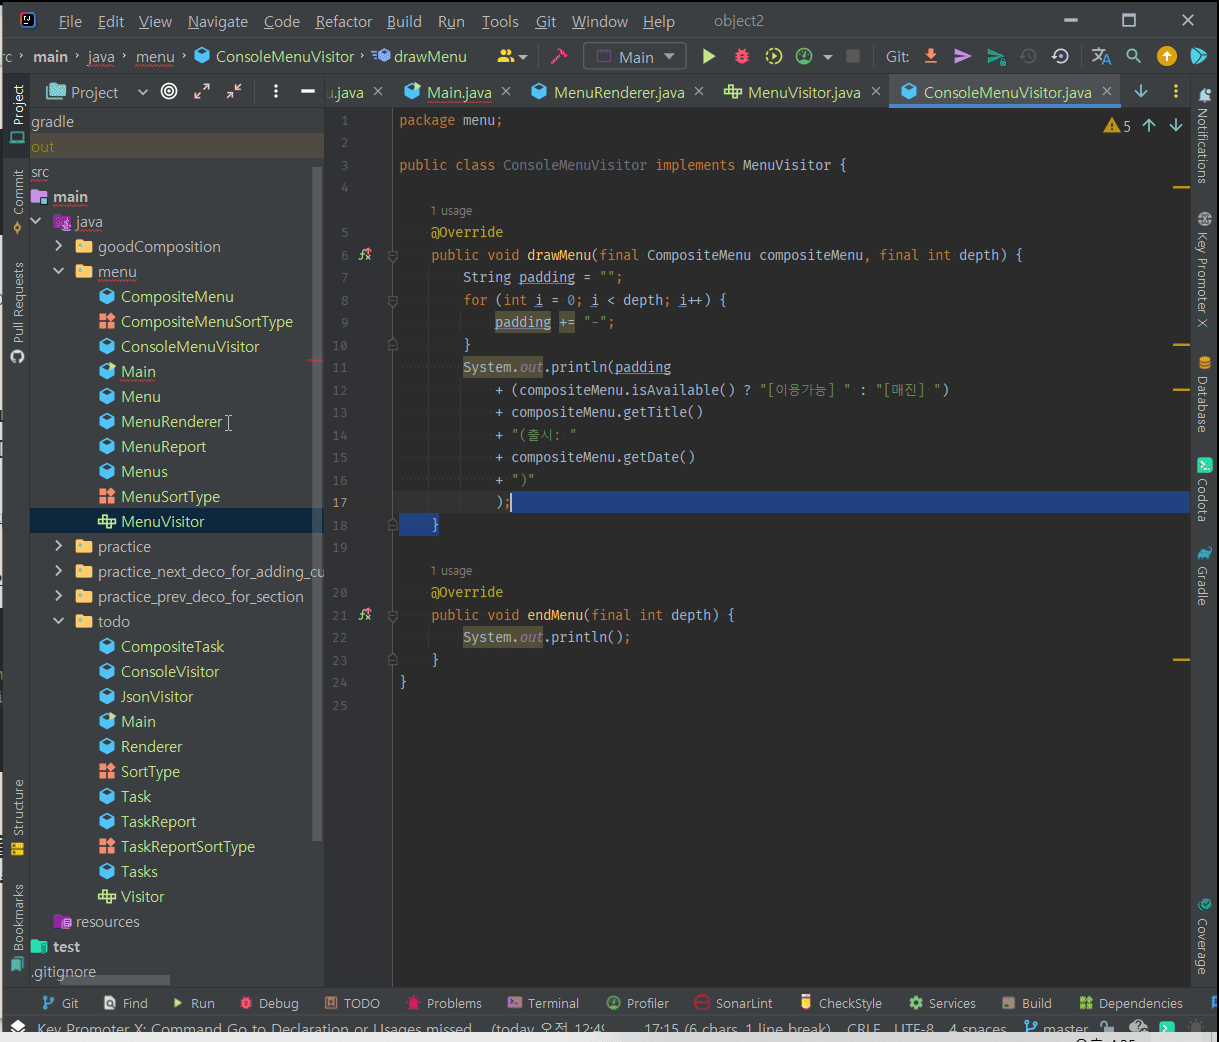 File Edit View Navigate Code Refactor Build Run Tools Git Window Help object2
rc › main › java › menu › ConsoleMenuVisitor › drawMenu Main Git:
Project u.java Main.java MenuRenderer.java MenuVisitor.java ConsoleMenuVisitor.java
Project
Commit
Pull Requests
Structure
Bookmarks
gradle
out
src
main
java
goodComposition
menu
CompositeMenu
CompositeMenuSortType
ConsoleMenuVisitor
Main
Menu
MenuRenderer
MenuReport
Menus
MenuSortType
MenuVisitor
practice
practice_next_deco_for_adding_cu
practice_prev_deco_for_section
todo
CompositeTask
ConsoleVisitor
JsonVisitor
Main
Renderer
SortType
Task
TaskReport
TaskReportSortType
Tasks
Visitor
resources
test
.gitignore
5
1 package menu;
2
3 public class ConsoleMenuVisitor implements MenuVisitor {
4
1 usage
5 @Override
6 public void drawMenu(final CompositeMenu compositeMenu, final int depth) {
7 String padding = "";
8 for (int i = 0; i < depth; i++) {
9 padding += "-";
10 }
11 System.out.println(padding
12 + (compositeMenu.isAvailable() ? "[이용가능] " : "[매진] ")
13 + compositeMenu.getTitle()
14 + "(출시: "
15 + compositeMenu.getDate()
16 + ")"
17 );
18 }
19
1 usage
20 @Override
21 public void endMenu(final int depth) {
22 System.out.println();
23 }
24 }
25
Notifications
Key Promoter X
Database
Codota
Gradle
Coverage
Git Find Run Debug TODO Problems Terminal Profiler SonarLint CheckStyle Services Build Dependencies
Key Promoter X: Command Go to Declaration or Usages missed (today 오전 12:49 17:15 (6 chars, 1 line break) CRLF UTF-8 4 spaces master